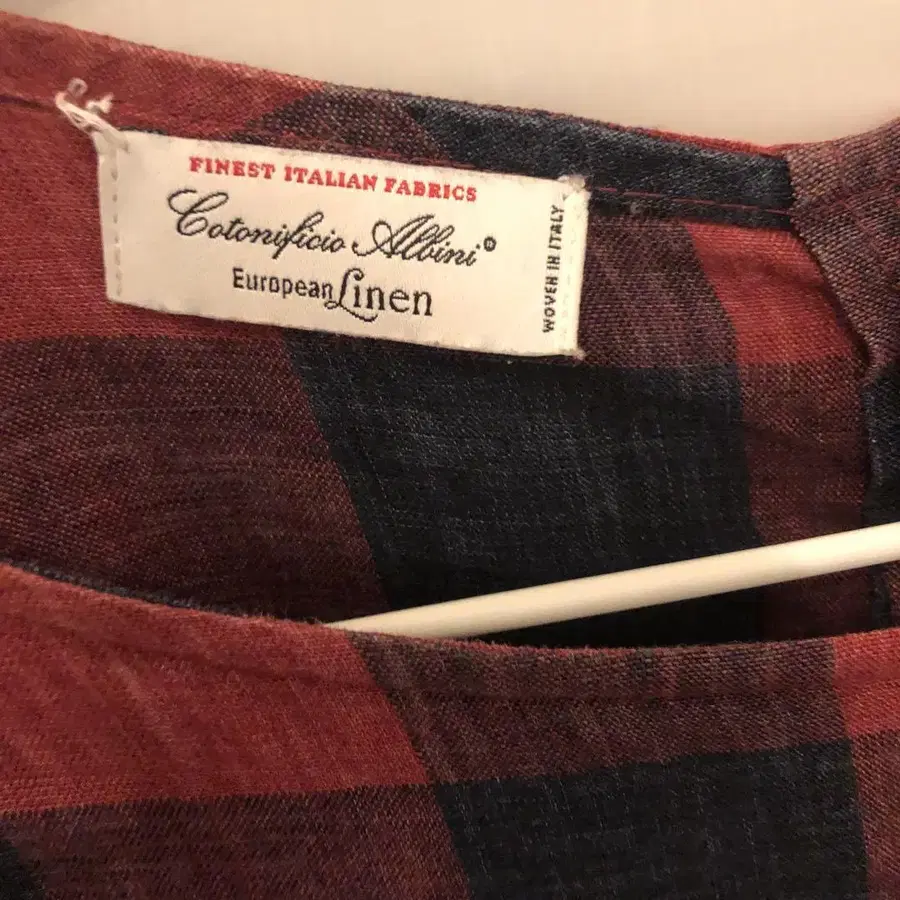 FINEST ITALIAN FABRICS
Cotonificio Albini®
European Linen
WOVEN IN ITALY